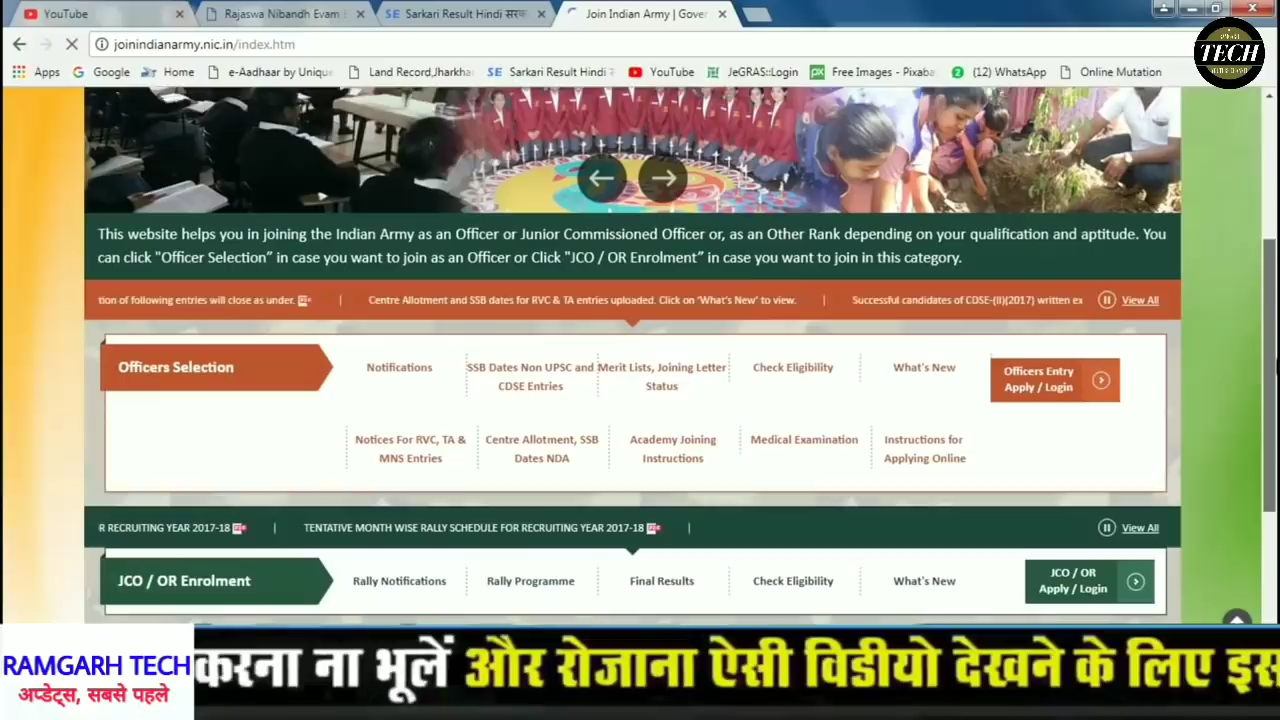 YouTube
Rajaswa Nibandh Evam
Sarkari Result Hindi सरक
Join Indian Army | Gover
joinindianarmy.nic.in/index.htm
Apps Google Home e-Aadhaar by Unique Land Record,Jharkha SE Sarkari Result Hindi YouTube JeGRAS::Login px Free Images - Pixaba (12) WhatsApp Online Mutation
TECH
This website helps you in joining the Indian Army as an Officer or Junior Commissioned Officer or, as an Other Rank depending on your qualification and aptitude. You
can click "Officer Selection" in case you want to join as an Officer or Click "JCO / OR Enrolment" in case you want to join in this category.
tion of following entries will close as under. | Centre Allotment and SSB dates for RVC & TA entries uploaded. Click on 'What's New' to view. | Successful candidates of CDSE-(II)(2017) written ex View All
Officers Selection
Notifications
SSB Dates Non UPSC and
CDSE Entries
Merit Lists, Joining Letter
Status
Check Eligibility
What's New
Officers Entry
Apply / Login
Notices For RVC, TA &
MNS Entries
Centre Allotment, SSB
Dates NDA
Academy Joining
Instructions
Medical Examination
Instructions for
Applying Online
R RECRUITING YEAR 2017-18 | TENTATIVE MONTH WISE RALLY SCHEDULE FOR RECRUITING YEAR 2017-18 | View All
JCO / OR Enrolment
Rally Notifications
Rally Programme
Final Results
Check Eligibility
What's New
JCO / OR
Apply / Login
RAMGARH TECH
अप्डेट्स, सबसे पहले
करना ना भूलें और रोजाना ऐसी विडीयो देखने के लिए इस